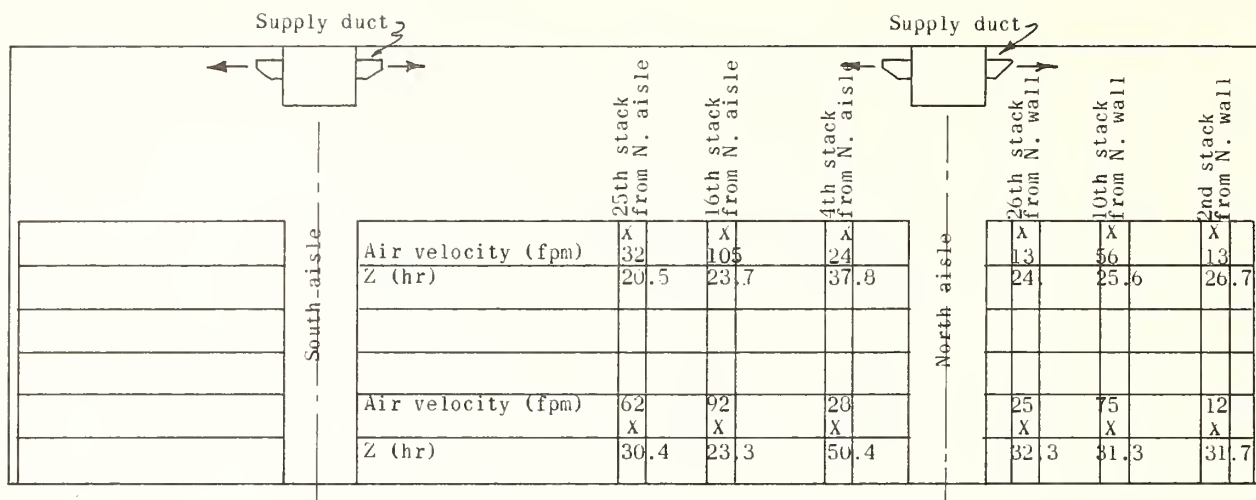 Supply duct
Supply duct
25th stack
from N. aisle
16th stack
from N. aisle
4th stack
from N. aisle
26th stack
from N. wall
10th stack
from N. wall
2nd stack
from N. wall
South aisle
North aisle
X X X X X X
Air velocity (fpm) 32 105 24 13 56 13
Z (hr) 20.5 23.7 37.8 24. 25.6 26.7
Air velocity (fpm) 62 92 28 25 75 12
X X X X X X
Z (hr) 30.4 23.3 50.4 32.3 31.3 31.7